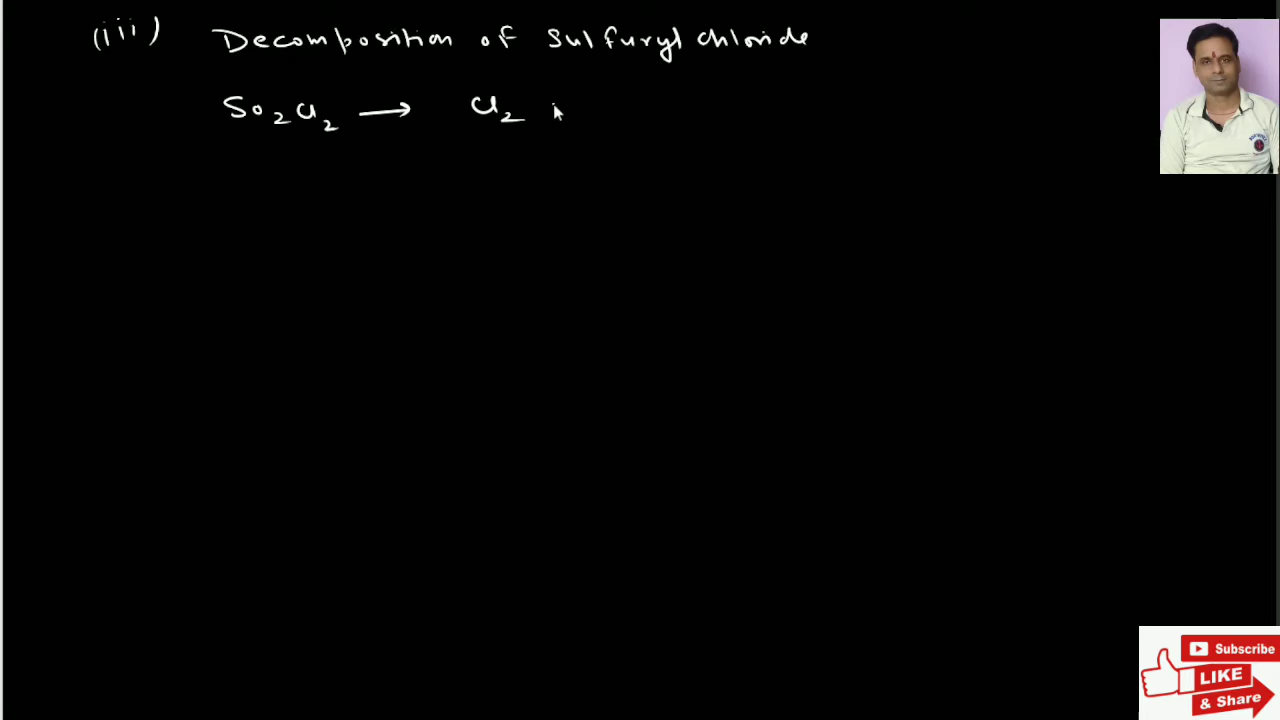 (iii) Decomposition of Sulfuryl chloride
So₂Cl₂ → Cl₂
Subscribe
LIKE
& Share